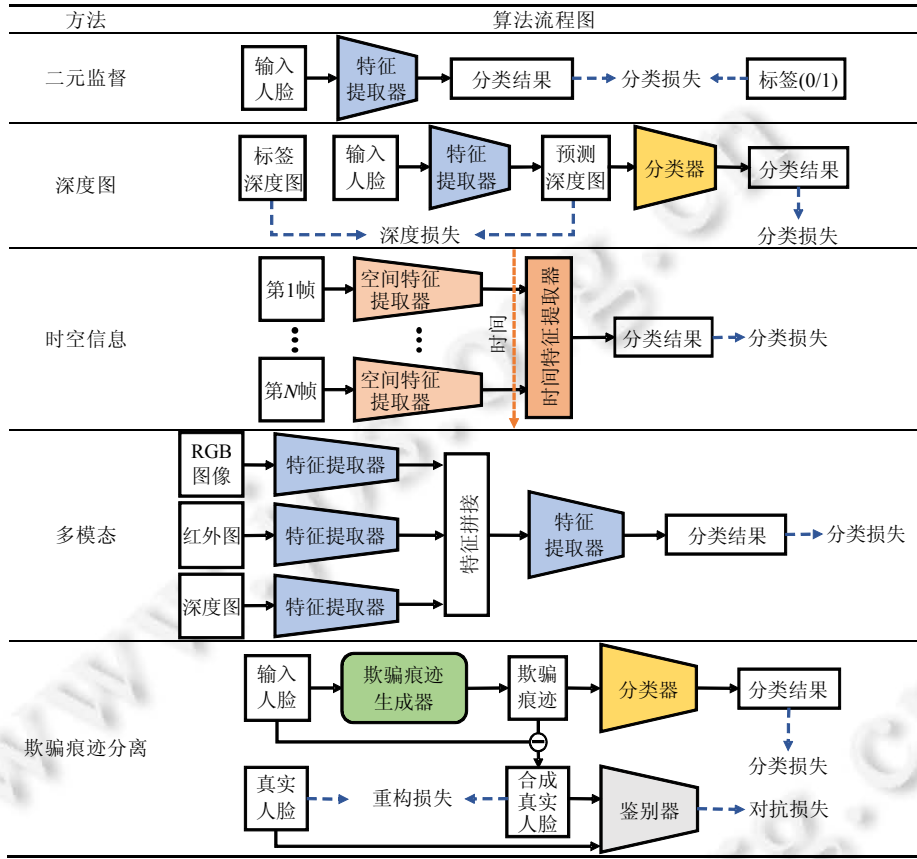 方法
算法流程图
二元监督
输入
人脸
特征
提取器
分类结果
分类损失
标签(0/1)
深度图
标签
深度图
输入
人脸
特征
提取器
预测
深度图
分类器
分类结果
深度损失
分类损失
时空信息
第1帧
空间特征
提取器
时间
时间特征提取器
分类结果
分类损失
第N帧
空间特征
提取器
多模态
RGB
图像
特征提取器
红外图
特征提取器
深度图
特征提取器
特征拼接
特征
提取器
分类结果
分类损失
欺骗痕迹分离
输入
人脸
欺骗痕迹
生成器
欺骗
痕迹
分类器
分类结果
分类损失
真实
人脸
重构损失
合成
真实
人脸
鉴别器
对抗损失